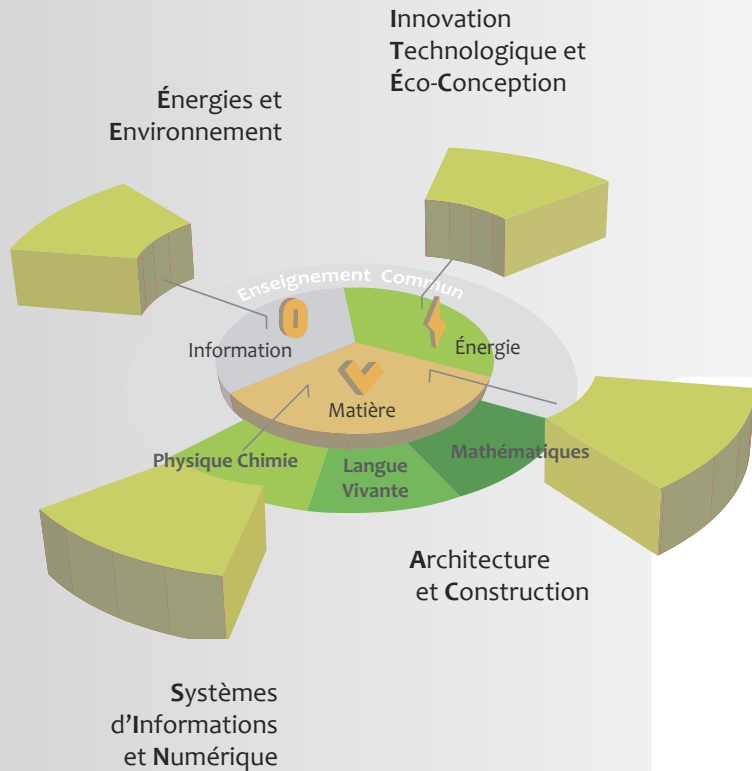 Innovation
Technologique et
Éco-Conception
Énergies et
Environnement
Enseignement Commun
Information
Énergie
Matière
Physique Chimie
Langue
Vivante
Mathématiques
Architecture
et Construction
Systèmes
d'Informations
et Numérique